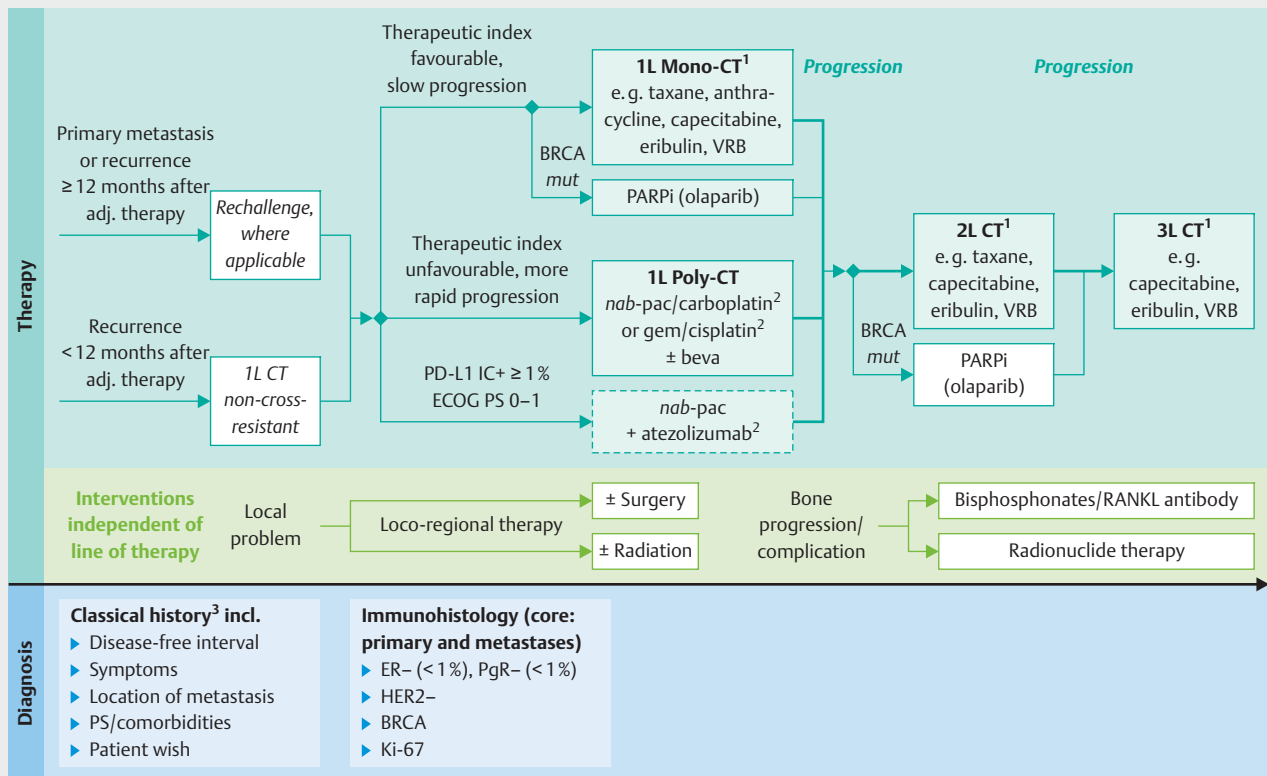 Therapy
Primary metastasis
or recurrence
≥ 12 months after
adj. therapy
Rechallenge,
where
applicable
Recurrence
< 12 months after
adj. therapy
1L CT
non-cross-
resistant
Therapeutic index
favourable,
slow progression
BRCA
mut
1L Mono-CT¹
e. g. taxane, anthra-
cycline, capecitabine,
eribulin, VRB
PARPi (olaparib)
Therapeutic index
unfavourable, more
rapid progression
1L Poly-CT
nab-pac/carboplatin²
or gem/cisplatin²
± beva
PD-L1 IC+ ≥ 1 %
ECOG PS 0–1
nab-pac
+ atezolizumab²
Progression
BRCA
mut
2L CT¹
e. g. taxane,
capecitabine,
eribulin, VRB
PARPi
(olaparib)
Progression
3L CT¹
e. g.
capecitabine,
eribulin, VRB
Interventions
independent of
line of therapy
Local
problem
Loco-regional therapy
± Surgery
± Radiation
Bone
progression/
complication
Bisphosphonates/RANKL antibody
Radionuclide therapy
Diagnosis
Classical history³ incl.
Disease-free interval
Symptoms
Location of metastasis
PS/comorbidities
Patient wish
Immunohistology (core:
primary and metastases)
ER– (< 1 %), PgR– (< 1 %)
HER2–
BRCA
Ki-67